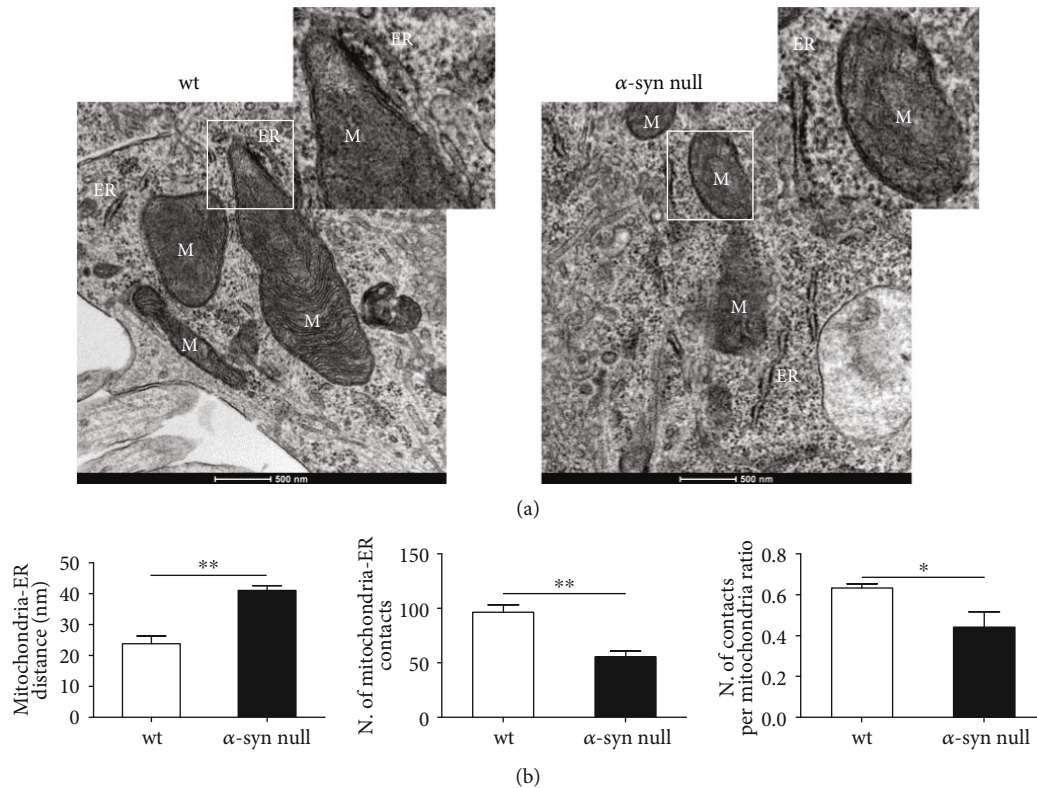 wt
α-syn null
ER
M
ER
ER
M
M
M
500 nm
ER
M
M
M
M
ER
500 nm
(a)
Mitochondria-ER
distance (nm)
50
40
30
20
10
0
**
wt
α-syn null
N. of mitochondria-ER
contacts
150
100
50
0
**
wt
α-syn null
N. of contacts
per mitochondria ratio
0.8
0.6
0.4
0.2
0.0
*
wt
α-syn null
(b)